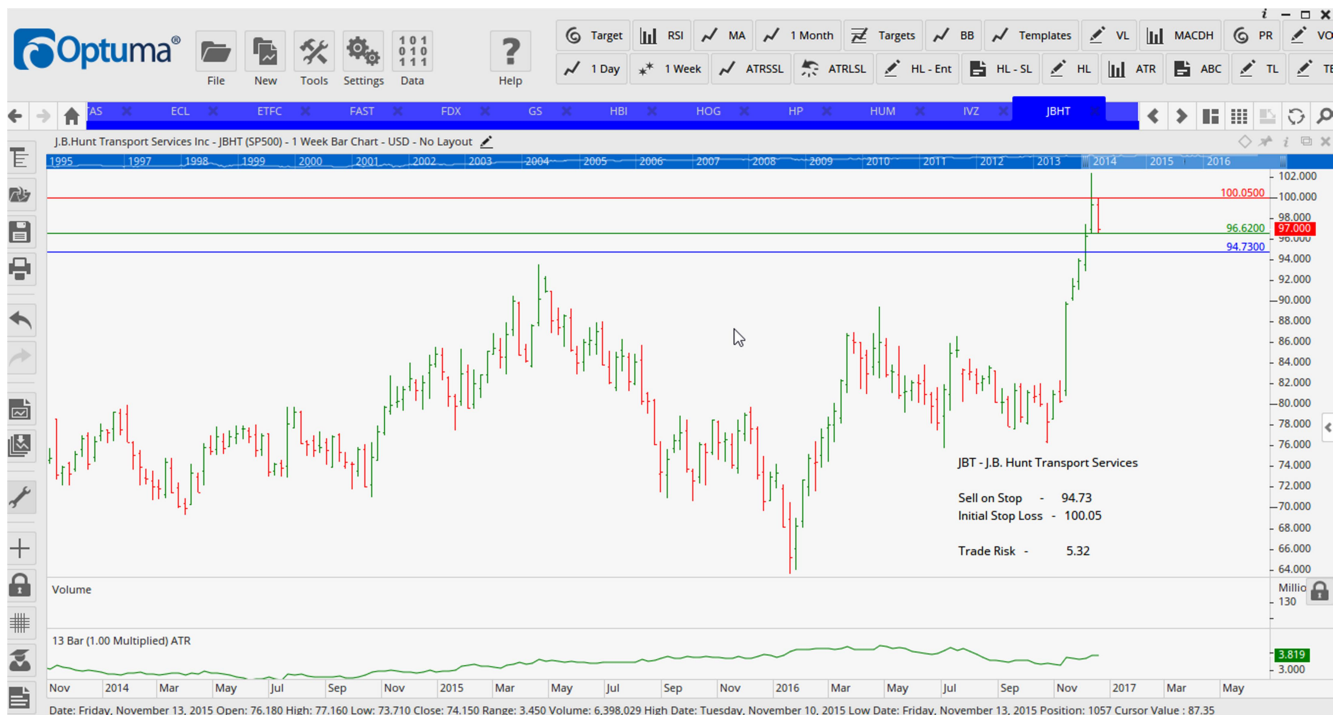 i
Optuma®
File
New
Tools
Settings
101
010
111
Data
?
Help
Target RSI MA 1 Month Targets BB Templates VL MACDH PR VO
1 Day 1 Week ATRSSL ATRLSL HL - Ent HL - SL HL ATR ABC TL TE
TAS ECL ETFC FAST FDX GS HBI HOG HP HUM IVZ JBHT
J.B.Hunt Transport Services Inc - JBHT (SP500) - 1 Week Bar Chart - USD - No Layout
1995 1997 1998 1999 2000 2001 2002 2003 2004 2005 2006 2007 2008 2009 2010 2011 2012 2013 2014 2015 2016
102.000
100.0500
100.000
98.000
96.6200
97.000
96.000
94.7300
94.000
92.000
90.000
88.000
86.000
84.000
82.000
80.000
78.000
76.000
74.000
72.000
70.000
68.000
66.000
64.000
JBT - J.B. Hunt Transport Services
Sell on Stop - 94.73
Initial Stop Loss - 100.05
Trade Risk - 5.32
Volume
Millio
130
13 Bar (1.00 Multiplied) ATR
3.819
3.000
Nov 2014 Mar May Jul Sep Nov 2015 Mar May Jul Sep Nov 2016 Mar May Jul Sep Nov 2017 Mar May
Date: Friday, November 13, 2015 Open: 76.180 High: 77.160 Low: 73.710 Close: 74.150 Range: 3.450 Volume: 6,398,029 High Date: Tuesday, November 10, 2015 Low Date: Friday, November 13, 2015 Position: 1057 Cursor Value : 87.35